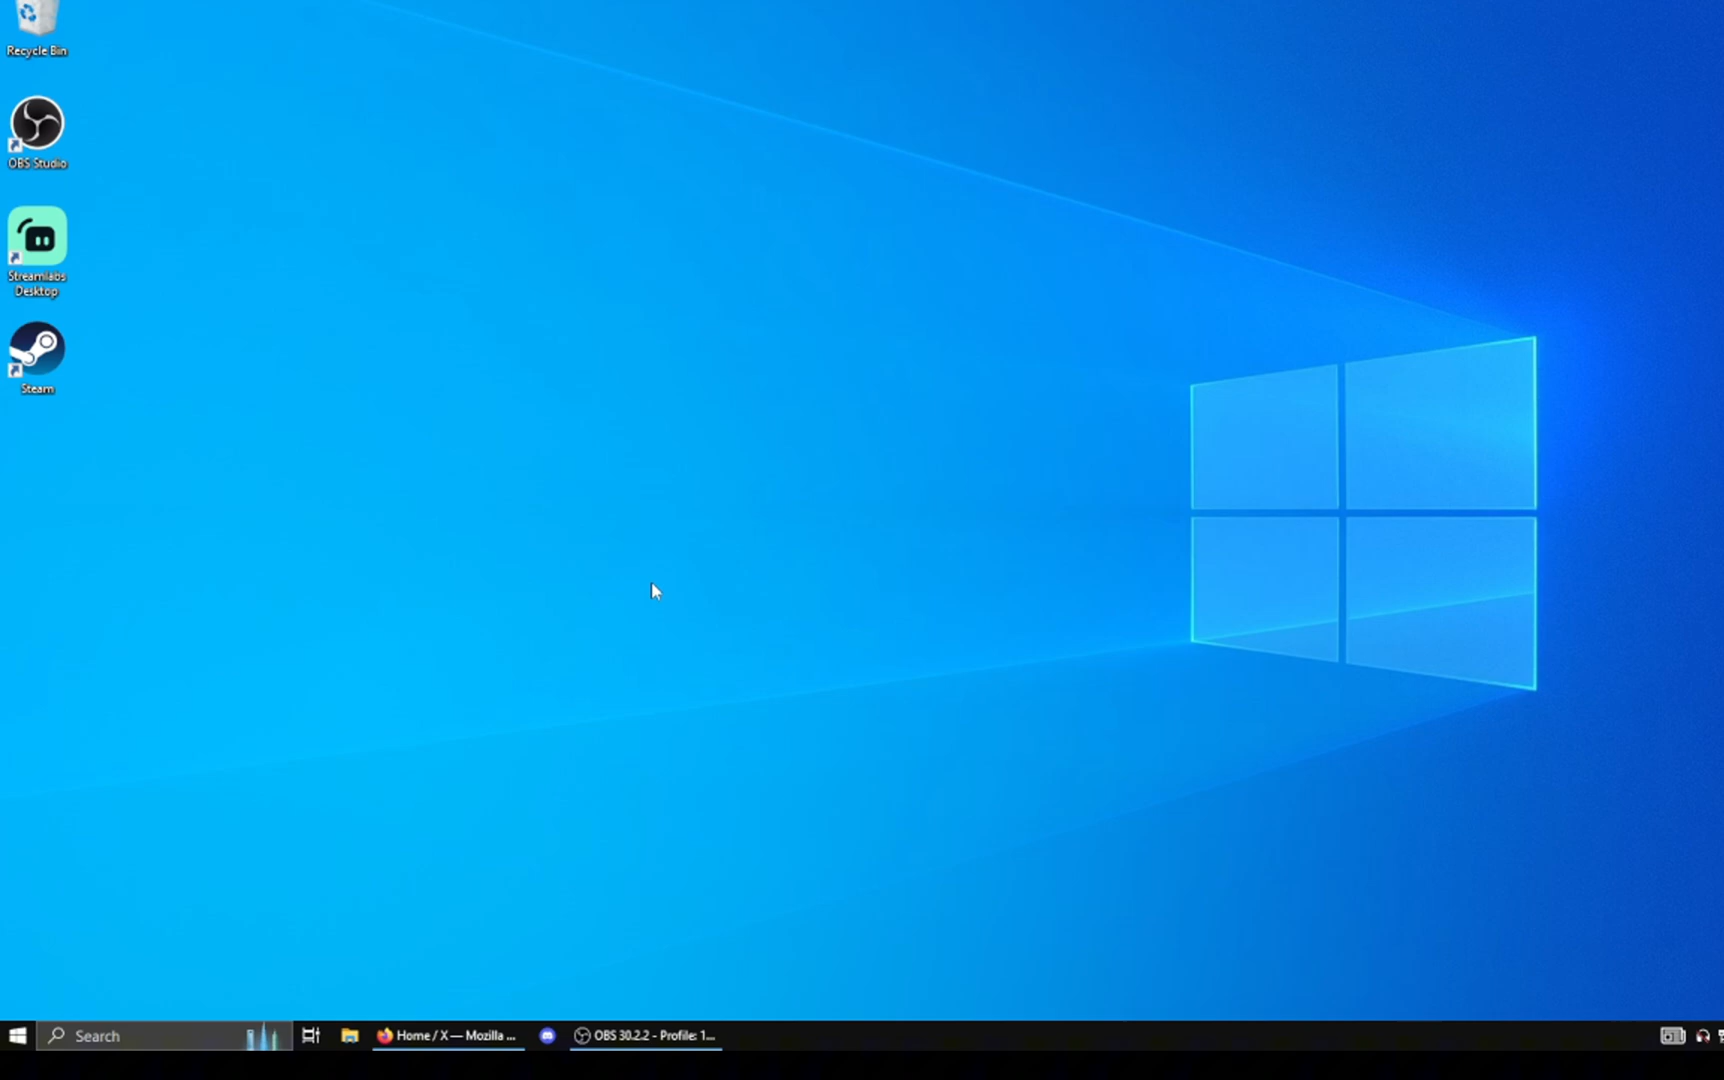 Recycle Bin
OBS Studio
Streamlabs
Desktop
Steam
Search
Home / X — Mozilla ...
OBS 30.2.2 - Profile: 1...